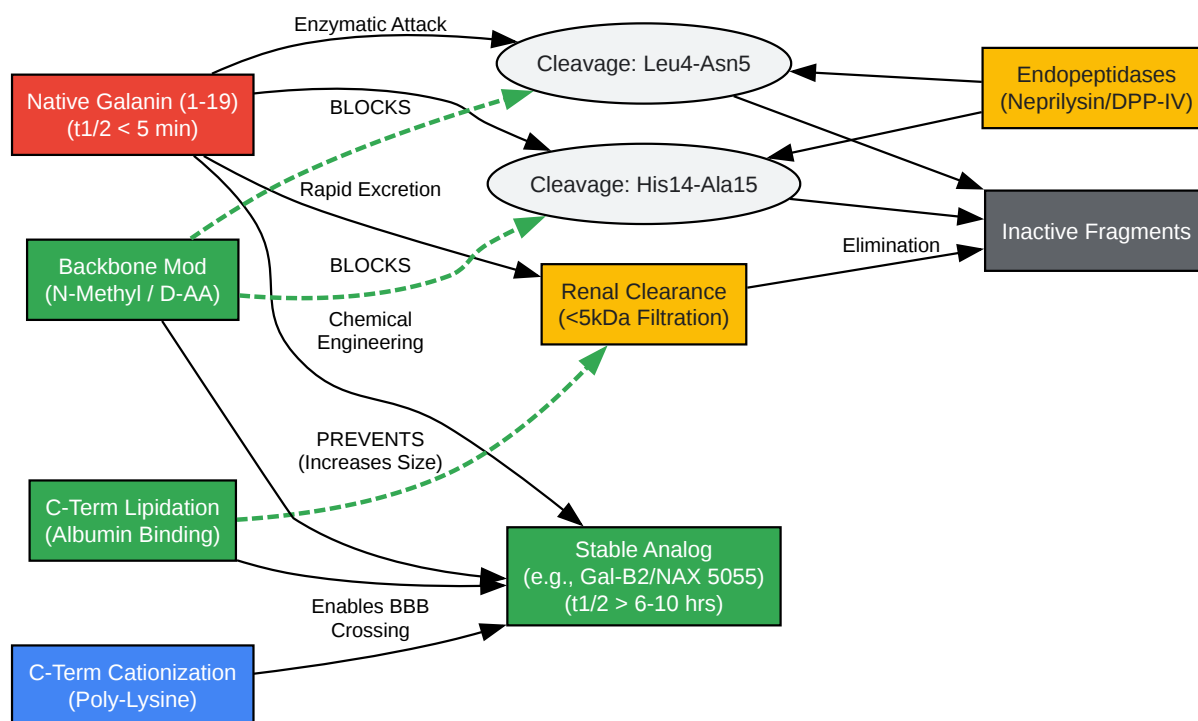 Enzymatic Attack
Cleavage: Leu4-Asn5
Endopeptidases
(Neprilysin/DPP-IV)
Native Galanin (1-19)
(t1/2 < 5 min)
BLOCKS
Cleavage: His14-Ala15
Rapid Excretion
Inactive Fragments
Elimination
Backbone Mod
(N-Methyl / D-AA)
BLOCKS
Renal Clearance
(<5kDa Filtration)
Chemical
Engineering
PREVENTS
(Increases Size)
C-Term Lipidation
(Albumin Binding)
Stable Analog
(e.g., Gal-B2/NAX 5055)
(t1/2 > 6-10 hrs)
Enables BBB
Crossing
C-Term Cationization
(Poly-Lysine)